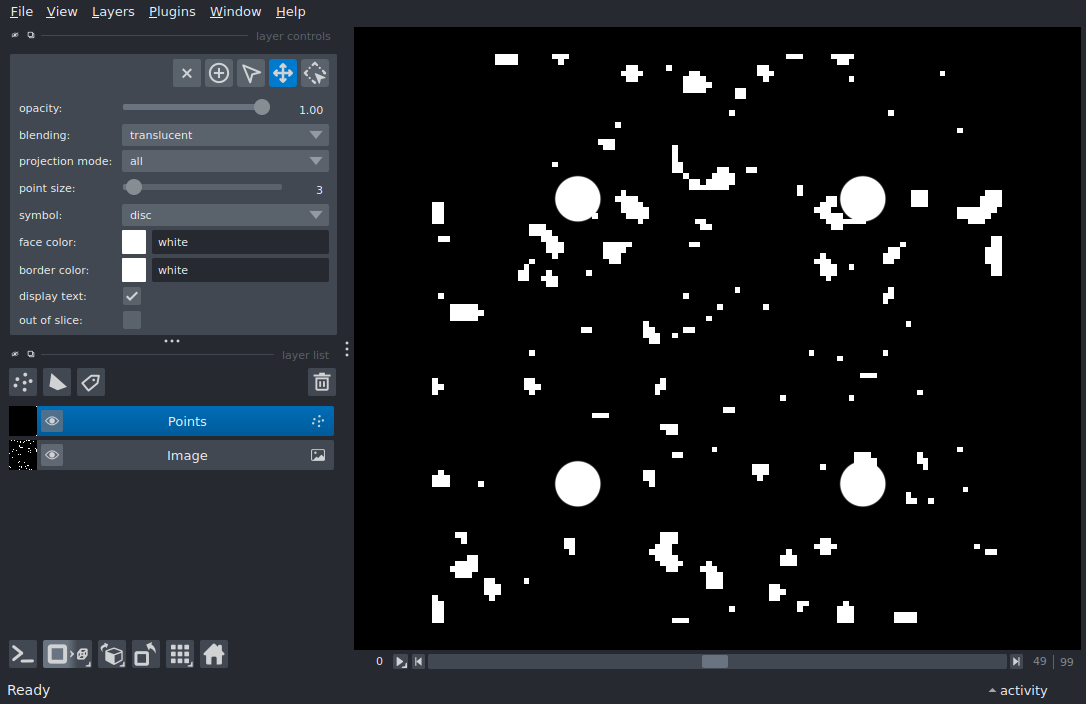 File View Layers Plugins Window Help
layer controls
opacity: 1.00
blending: translucent
projection mode: all
point size: 3
symbol: disc
face color: white
border color: white
display text:
out of slice:
layer list
Points
Image
0 49 99
Ready activity